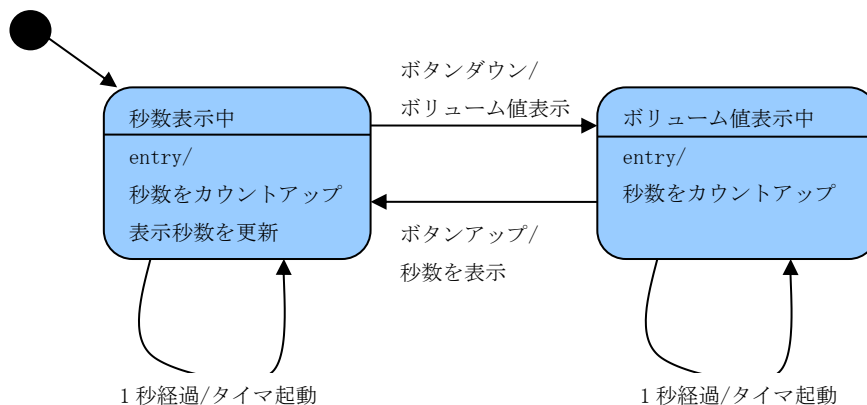 ボタンダウン/
ボリューム値表示
秒数表示中
entry/
秒数をカウントアップ
表示秒数を更新
ボリューム値表示中
entry/
秒数をカウントアップ
ボタンアップ/
秒数を表示
1秒経過/タイマ起動
1秒経過/タイマ起動